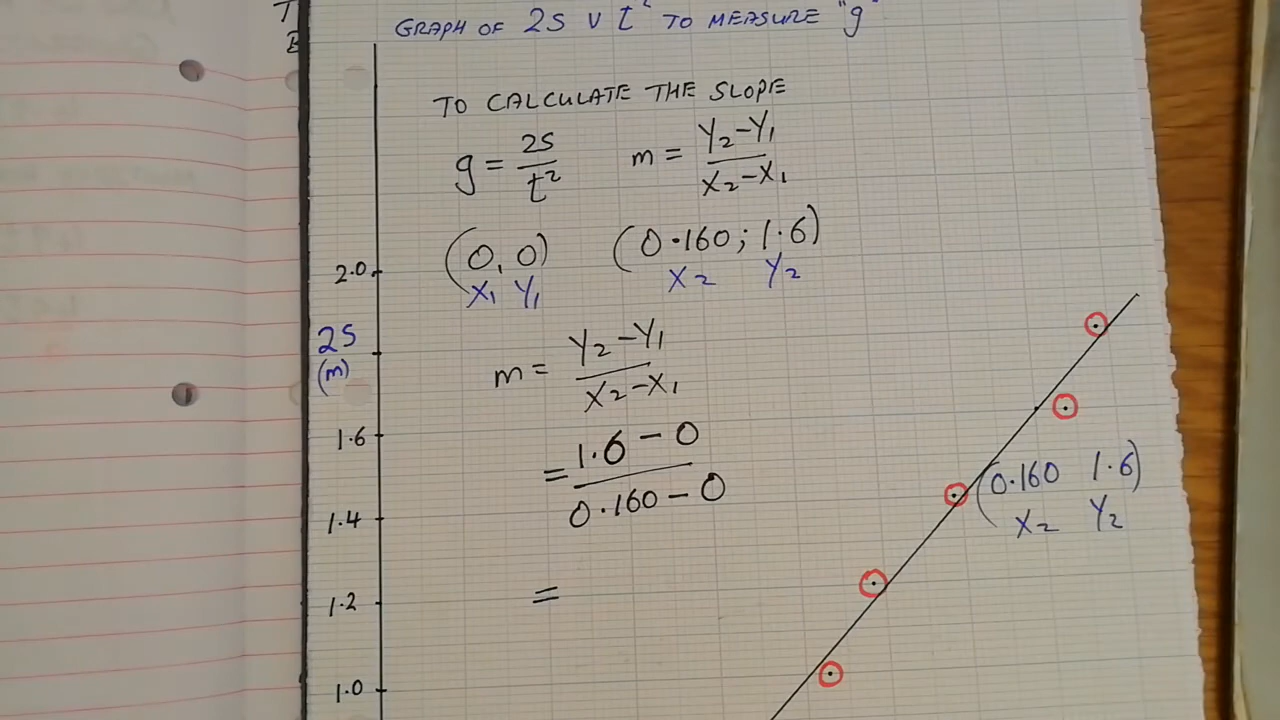 T
GRAPH OF 2S V t² TO MEASURE "g"
TO CALCULATE THE SLOPE
g = 2S/t² m = Y₂-Y₁/X₂-X₁
(0, 0) (0.160; 1.6)
X₁ Y₁ X₂ Y₂
2.0
2S
(m)
m = Y₂-Y₁/X₂-X₁
1.6
= 1.6 - 0/0.160 - 0
(0.160 1.6)
X₂ Y₂
1.4
=
1.2
1.0